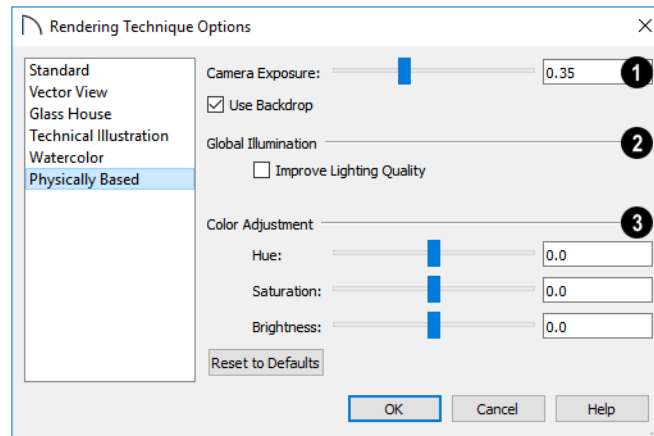 Rendering Technique Options
Standard
Vector View
Glass House
Technical Illustration
Watercolor
Physically Based
Camera Exposure: 0.35 1
Use Backdrop
Global Illumination 2
Improve Lighting Quality
Color Adjustment 3
Hue: 0.0
Saturation: 0.0
Brightness: 0.0
Reset to Defaults
OK Cancel Help